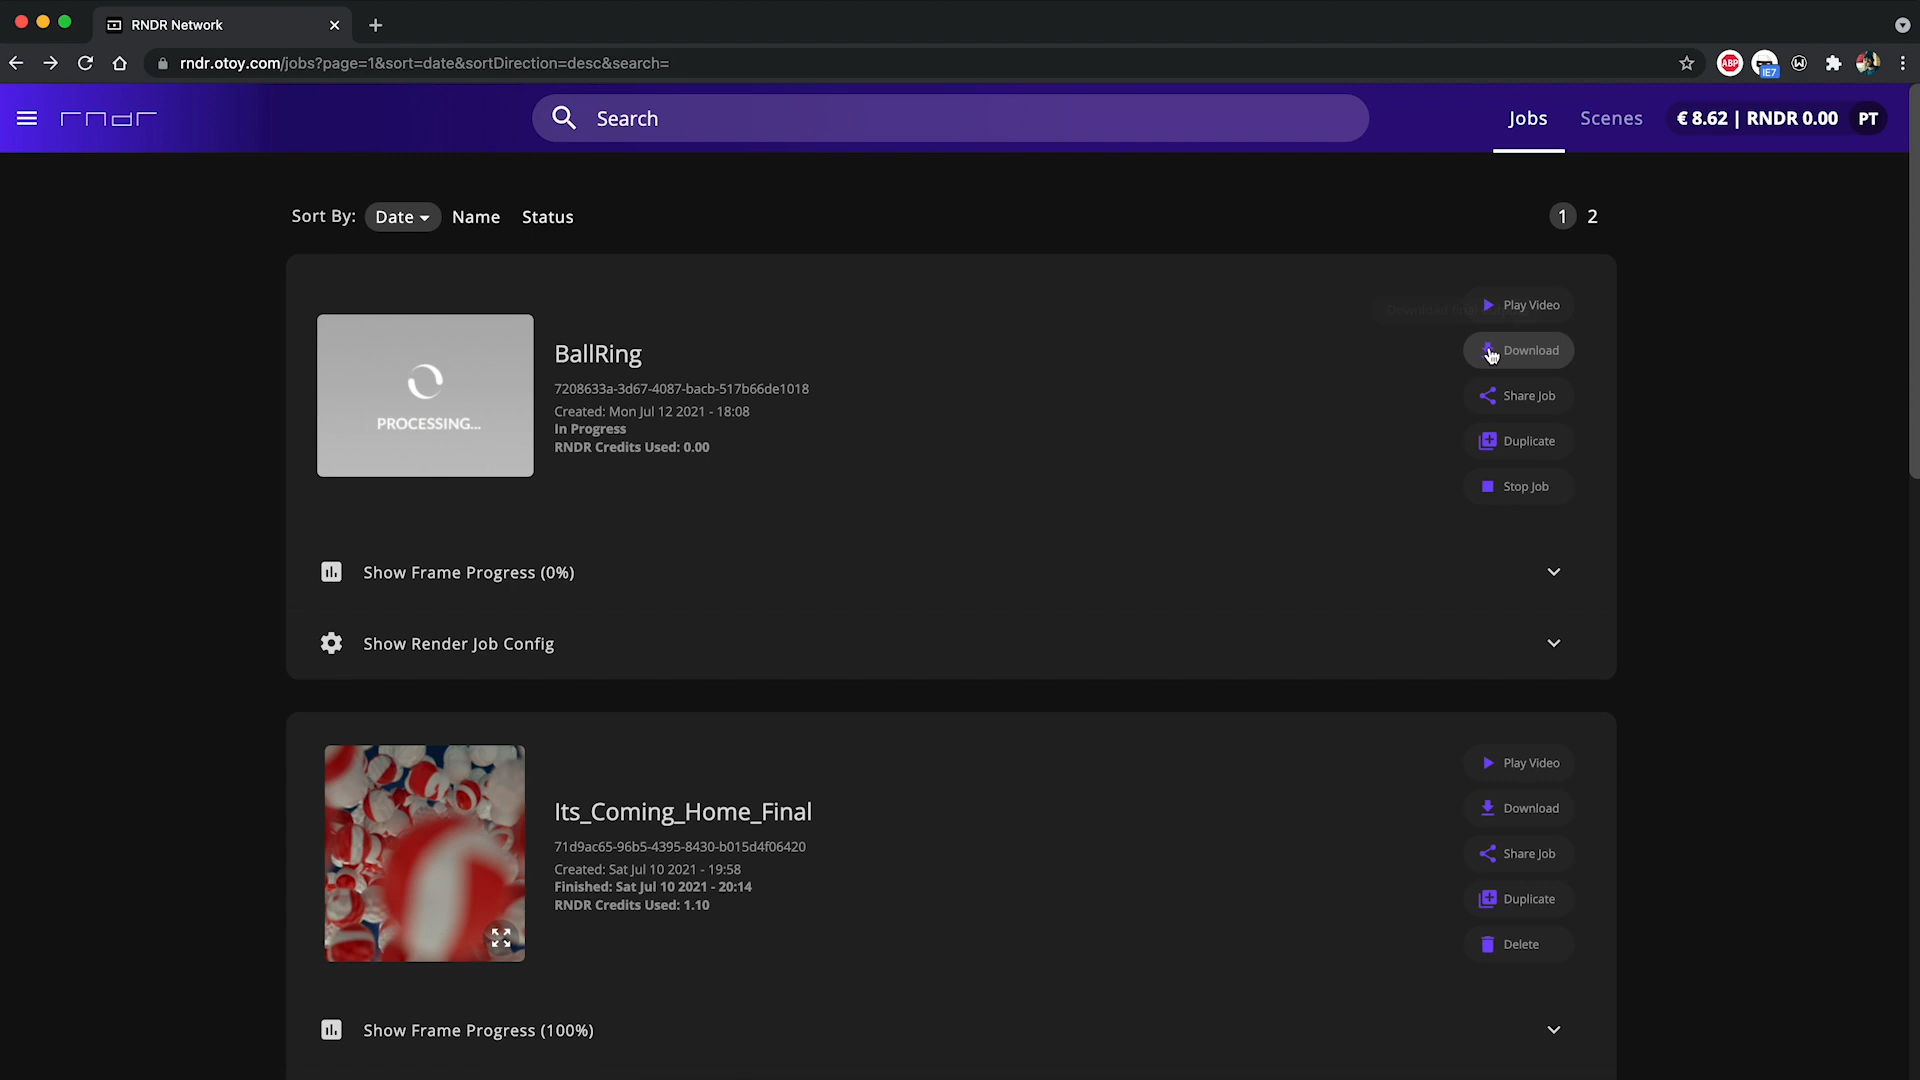 RNDR Network
rndr.otoy.com/jobs?page=1&sort=date&sortDirection=desc&search=
ABP
IE7
rndr
Search
Jobs
Scenes
€ 8.62 | RNDR 0.00
PT
Sort By:
Date
Name
Status
1
2
PROCESSING...
BallRing
7208633a-3d67-4087-bacb-517b66de1018
Created: Mon Jul 12 2021 - 18:08
In Progress
RNDR Credits Used: 0.00
Play Video
Download
Share Job
Duplicate
Stop Job
Show Frame Progress (0%)
Show Render Job Config
Its_Coming_Home_Final
71d9ac65-96b5-4395-8430-b015d4f06420
Created: Sat Jul 10 2021 - 19:58
Finished: Sat Jul 10 2021 - 20:14
RNDR Credits Used: 1.10
Play Video
Download
Share Job
Duplicate
Delete
Show Frame Progress (100%)